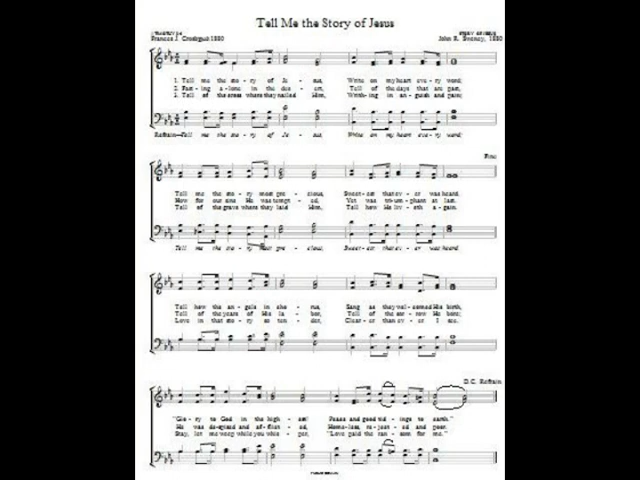 Tell Me the Story of Jesus
Frances J. Crosby 1880 John R. Sweney, 1880
1. Tell me the sto-ry of Je-sus, Write on my heart ev-ery word;
2. Fast-ing a-lone in the des-ert, Tell of the days that are past,
3. Tell of the cross where they nailed Him, Writh-ing in an-guish and pain;
Refrain—Tell me the sto-ry of Je-sus, Write on my heart ev-ery word;
Fine
Tell me the sto-ry most pre-cious, Sweet-est that ev-er was heard.
How for our sins He was tempt-ed, Yet was tri-um-phant at last.
Tell of the grave where they laid Him, Tell how He liv-eth a-gain.
Tell me the sto-ry most pre-cious, Sweet-est that ev-er was heard.
Tell how the an-gels in cho-rus, Sang as they wel-comed His birth,
Tell of the years of His la-bor, Tell of the sor-row He bore;
Love in that sto-ry so ten-der, Clear-er than ev-er I see.
D.C. Refrain
"Glo-ry to God in the high-est! Peace and good tid-ings to earth."
He was de-spised and af-flict-ed, Home-less, re-ject-ed and poor.
Stay, let me weep while you whis-per, "Love paid the ran-som for me."